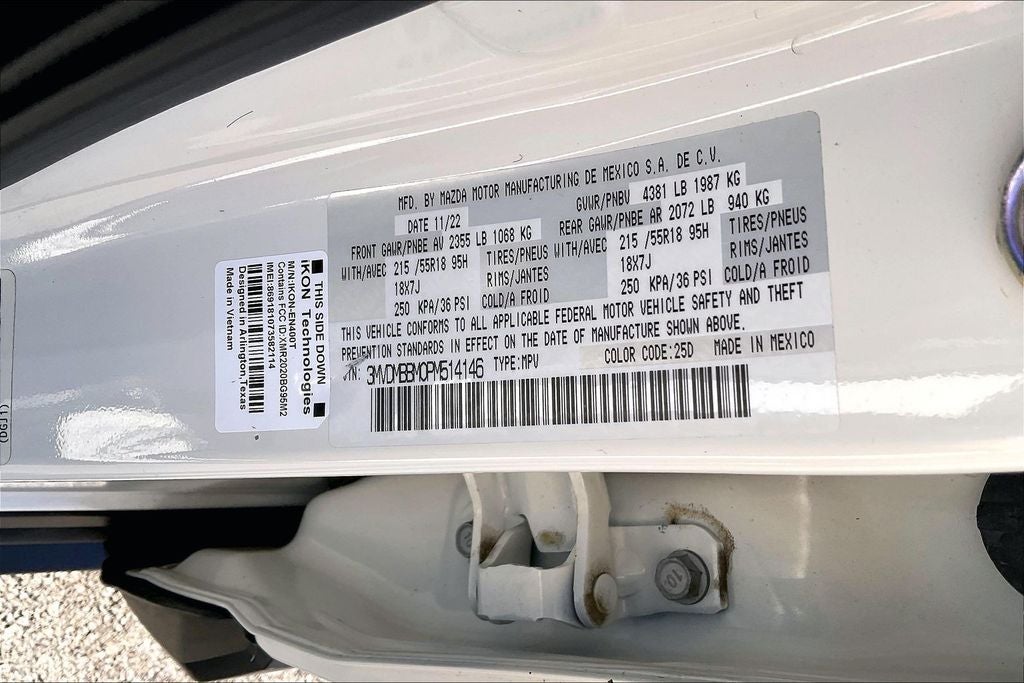 MFD. BY MAZDA MOTOR MANUFACTURING DE MEXICO S.A. DE C.V.
DATE 11/22 GVWR/PNBV 4381 LB 1987 KG
FRONT GAWR/PNBE AV 2355 LB 1068 KG REAR GAWR/PNBE AR 2072 LB 940 KG
WITH/AVEC 215 /55R18 95H TIRES/PNEUS WITH/AVEC 215 /55R18 95H TIRES/PNEUS
18X7J RIMS/JANTES 18X7J RIMS/JANTES
250 KPA/36 PSI COLD/A FROID 250 KPA/36 PSI COLD/A FROID
THIS VEHICLE CONFORMS TO ALL APPLICABLE FEDERAL MOTOR VEHICLE SAFETY AND THEFT
PREVENTION STANDARDS IN EFFECT ON THE DATE OF MANUFACTURE SHOWN ABOVE.
VIN: 3MVDMBBM0PM514146 TYPE:MPV COLOR CODE:25D MADE IN MEXICO
THIS SIDE DOWN
iKON Technologies
M/N:IKON-EN400T
Contains FCC ID:XMR2020BG95M2
IMEI:869181073582114
Designed in Arlington,Texas
Made in Vietnam
10.